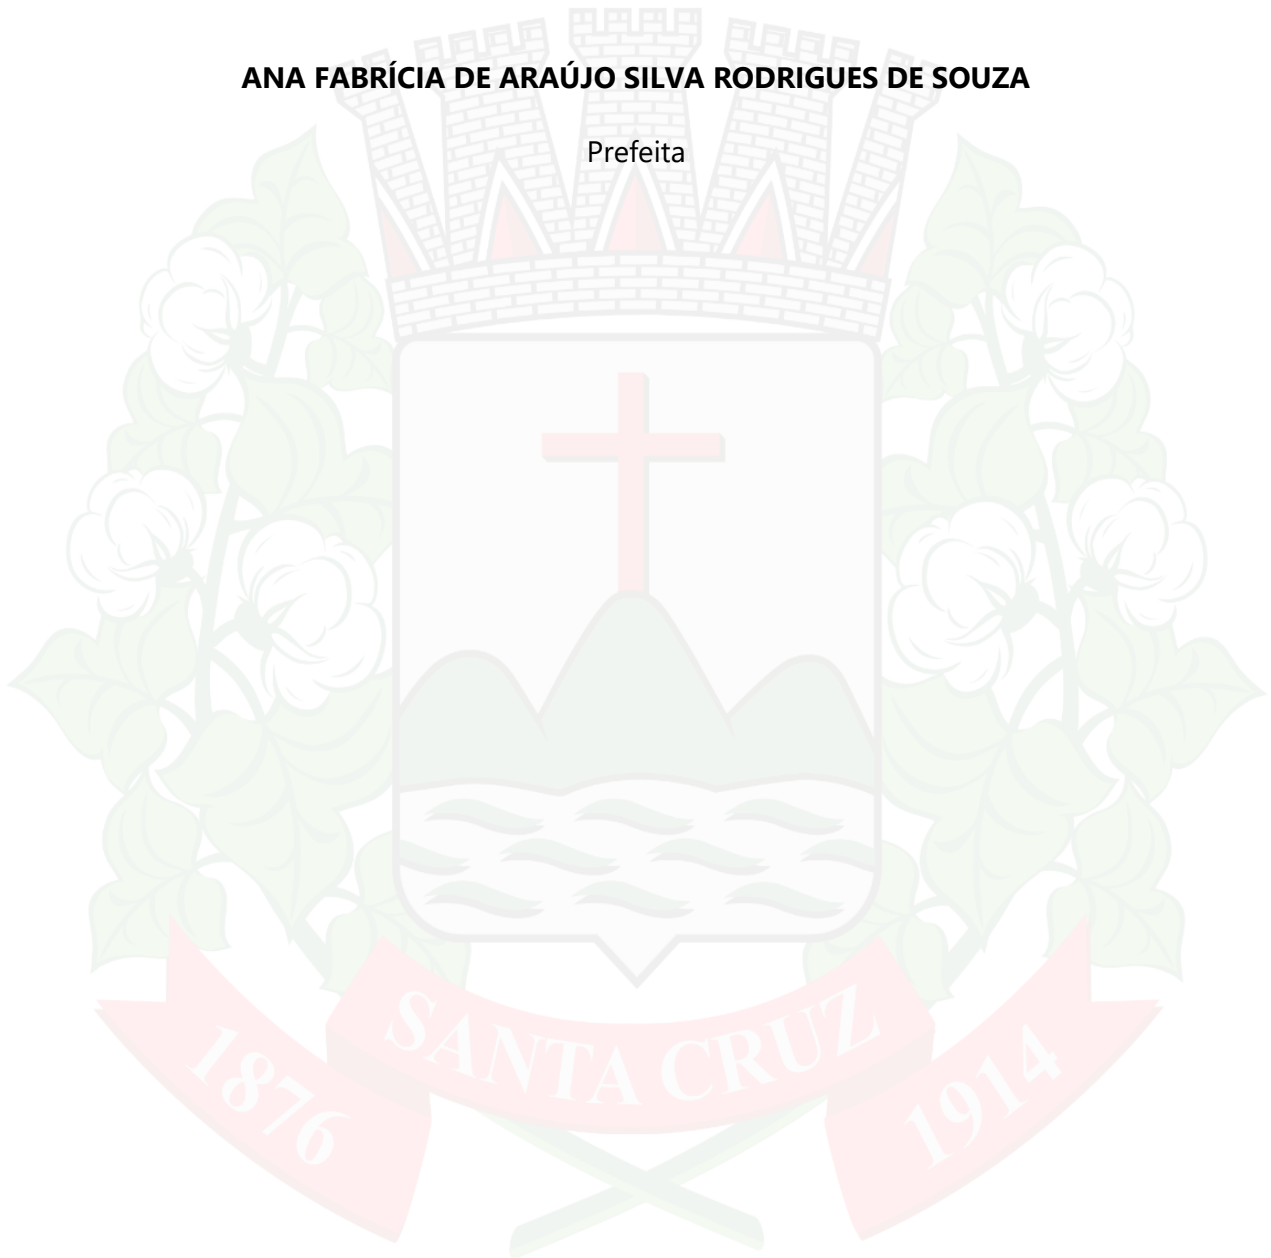 ANA FABRÍCIA DE ARAÚJO SILVA RODRIGUES DE SOUZA
Prefeita
1876
SANTA CRUZ
1914